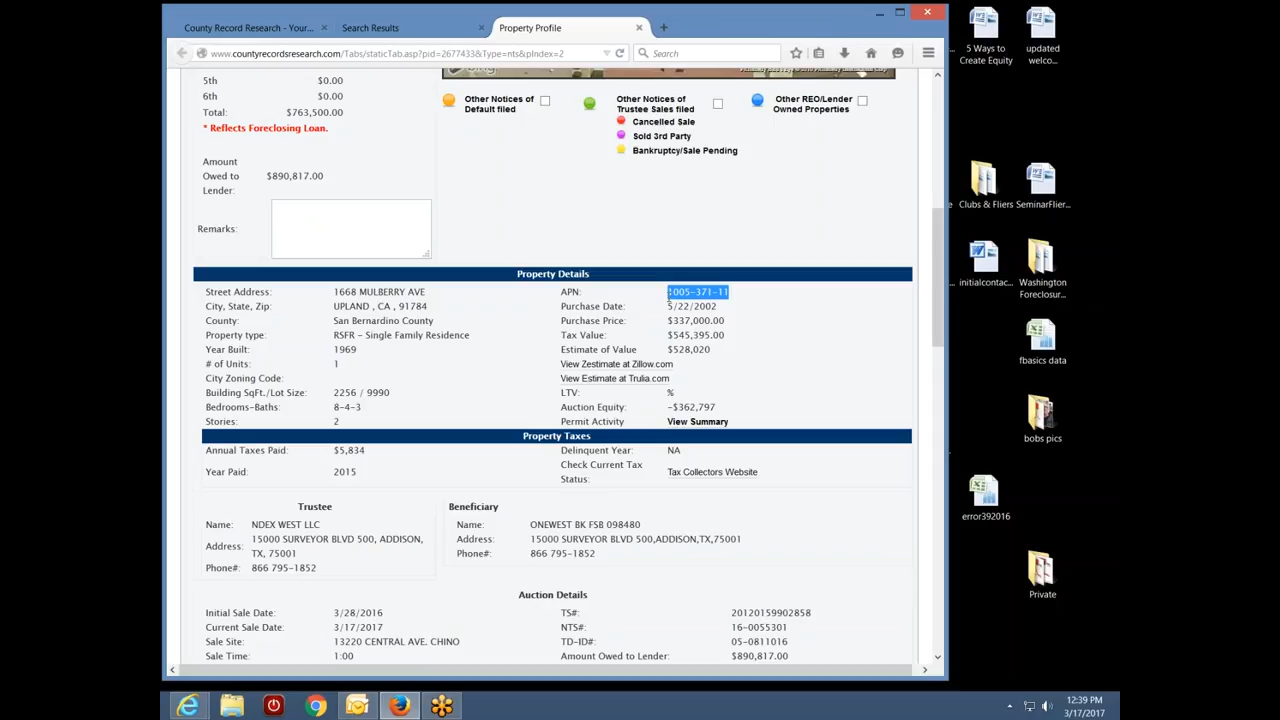 County Record Research - Your...
Search Results
Property Profile
www.countyrecordsresearch.com/Tabs/staticTab.asp?pid=2677433&Type=nts&pIndex=2
Search
5th $0.00
6th $0.00
Total: $763,500.00
* Reflects Foreclosing Loan.
Amount Owed to Lender: $890,817.00
Remarks:
Other Notices of Default filed
Other Notices of Trustee Sales filed
Other REO/Lender Owned Properties
Cancelled Sale
Sold 3rd Party
Bankruptcy/Sale Pending
Property Details
Street Address: 1668 MULBERRY AVE APN: 1005-371-11
City, State, Zip: UPLAND , CA , 91784 Purchase Date: 5/22/2002
County: San Bernardino County Purchase Price: $337,000.00
Property type: RSFR - Single Family Residence Tax Value: $545,395.00
Year Built: 1969 Estimate of Value $528,020
# of Units: 1 View Zestimate at Zillow.com
City Zoning Code: View Estimate at Trulia.com
Building SqFt./Lot Size: 2256 / 9990 LTV: %
Bedrooms-Baths: 8-4-3 Auction Equity: -$362,797
Stories: 2 Permit Activity View Summary
Property Taxes
Annual Taxes Paid: $5,834 Delinquent Year: NA
Year Paid: 2015 Check Current Tax Status: Tax Collectors Website
Trustee
Name: NDEX WEST LLC
Address: 15000 SURVEYOR BLVD 500, ADDISON, TX, 75001
Phone#: 866 795-1852
Beneficiary
Name: ONEWEST BK FSB 098480
Address: 15000 SURVEYOR BLVD 500,ADDISON,TX,75001
Phone#: 866 795-1852
Auction Details
Initial Sale Date: 3/28/2016 TS#: 20120159902858
Current Sale Date: 3/17/2017 NTS#: 16-0055301
Sale Site: 13220 CENTRAL AVE. CHINO TD-ID#: 05-0811016
Sale Time: 1:00 Amount Owed to Lender: $890,817.00
5 Ways to Create Equity
updated welco...
Clubs & Fliers
SeminarFlier...
initialcontac...
Washington Foreclosur...
fbasics data
bobs pics
error392016
Private
12:39 PM
3/17/2017